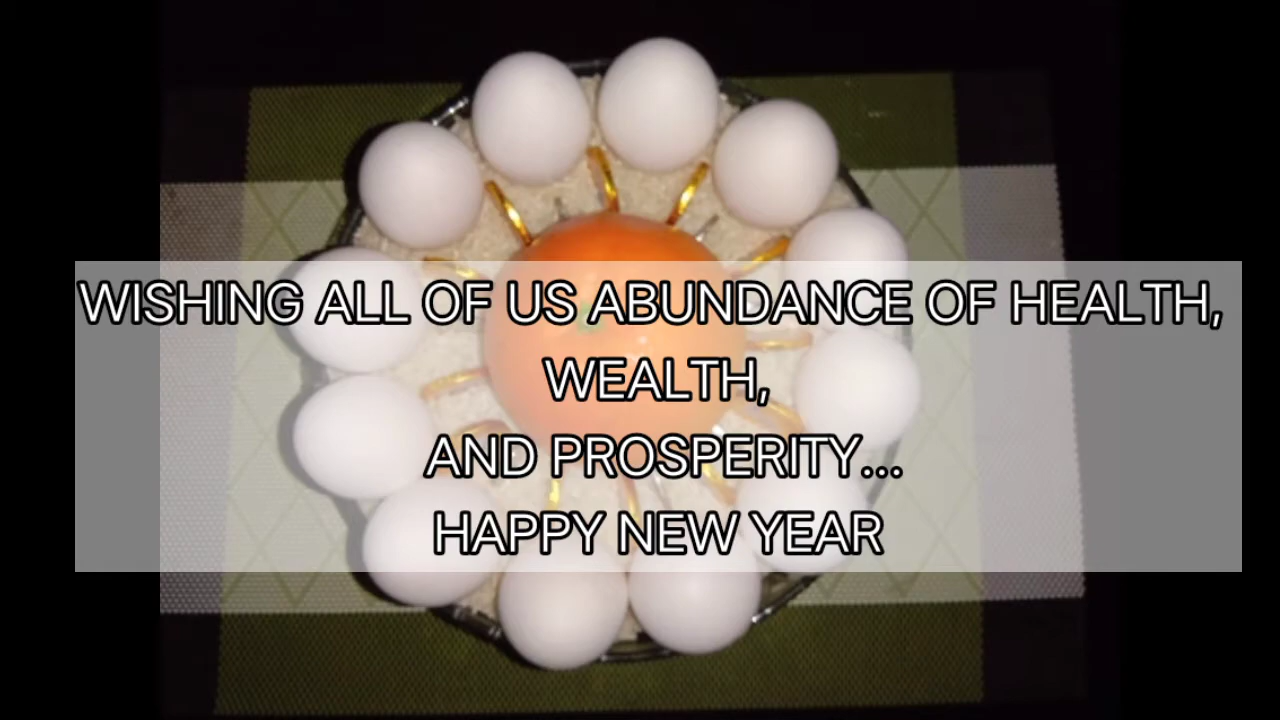 WISHING ALL OF US ABUNDANCE OF HEALTH,
WEALTH,
AND PROSPERITY...
HAPPY NEW YEAR